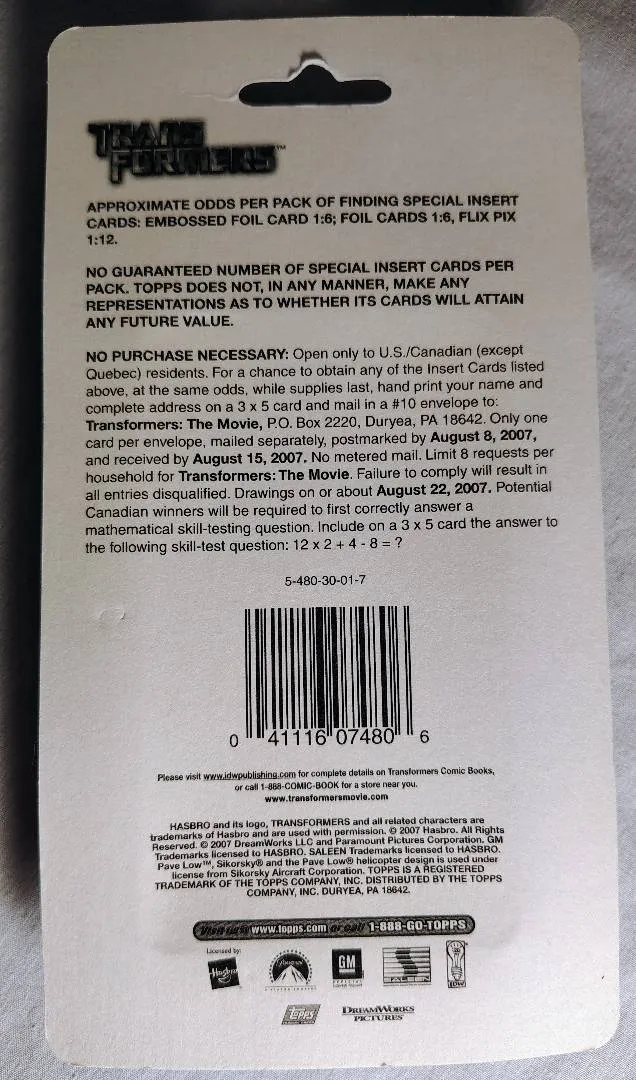 TRANS
FORMERS™
APPROXIMATE ODDS PER PACK OF FINDING SPECIAL INSERT
CARDS: EMBOSSED FOIL CARD 1:6; FOIL CARDS 1:6, FLIX PIX
1:12.
NO GUARANTEED NUMBER OF SPECIAL INSERT CARDS PER
PACK. TOPPS DOES NOT, IN ANY MANNER, MAKE ANY
REPRESENTATIONS AS TO WHETHER ITS CARDS WILL ATTAIN
ANY FUTURE VALUE.
NO PURCHASE NECESSARY: Open only to U.S./Canadian (except
Quebec) residents. For a chance to obtain any of the Insert Cards listed
above, at the same odds, while supplies last, hand print your name and
complete address on a 3 x 5 card and mail in a #10 envelope to:
Transformers: The Movie, P.O. Box 2220, Duryea, PA 18642. Only one
card per envelope, mailed separately, postmarked by August 8, 2007,
and received by August 15, 2007. No metered mail. Limit 8 requests per
household for Transformers: The Movie. Failure to comply will result in
all entries disqualified. Drawings on or about August 22, 2007. Potential
Canadian winners will be required to first correctly answer a
mathematical skill-testing question. Include on a 3 x 5 card the answer to
the following skill-test question: 12 x 2 + 4 - 8 = ?
5-480-30-01-7
0 41116 07480 6
Please visit www.idwpublishing.com for complete details on Transformers Comic Books,
or call 1-888-COMIC-BOOK for a store near you.
www.transformersmovie.com
HASBRO and its logo, TRANSFORMERS and all related characters are
trademarks of Hasbro and are used with permission. © 2007 Hasbro. All Rights
Reserved. © 2007 DreamWorks LLC and Paramount Pictures Corporation. GM
Trademarks licensed to HASBRO. SALEEN Trademarks licensed to HASBRO.
Pave Low™, Sikorsky® and the Pave Low® helicopter design is used under
license from Sikorsky Aircraft Corporation. TOPPS IS A REGISTERED
TRADEMARK OF THE TOPPS COMPANY, INC. DISTRIBUTED BY THE TOPPS
COMPANY, INC. DURYEA, PA 18642.
Visit us at www.topps.com or call 1-888-GO-TOPPS
Licensed by:
Hasbro Paramount GM IDW
Topps DREAMWORKS
PICTURES